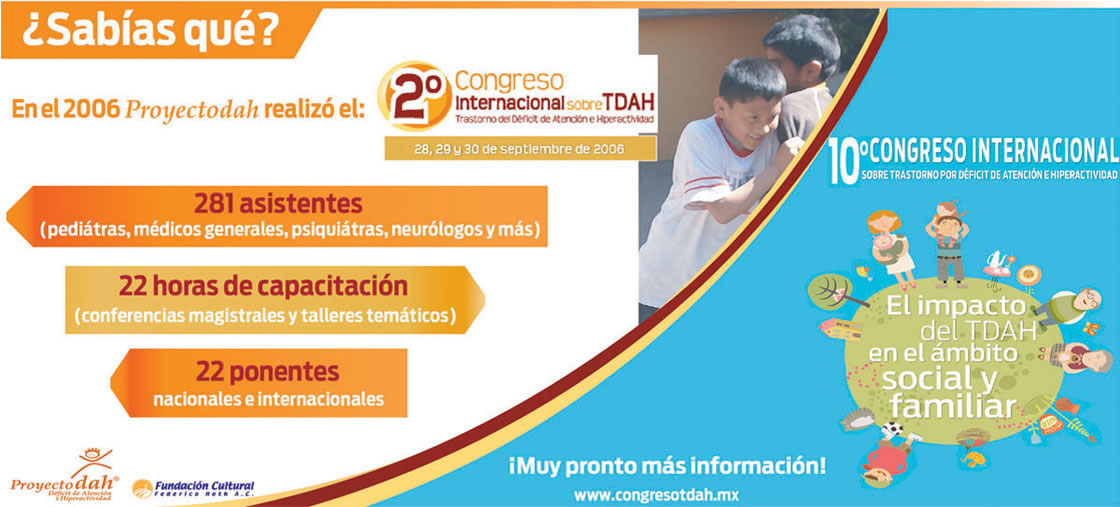 ¿Sabías qué?
En el 2006 Proyectodah realizó el:
2º Congreso
Internacional sobre TDAH
Trastorno del Déficit de Atención e Hiperactividad
28, 29 y 30 de septiembre de 2006
281 asistentes
(pediátras, médicos generales, psiquiátras, neurólogos y más)
22 horas de capacitación
(conferencias magistrales y talleres temáticos)
22 ponentes
nacionales e internacionales
Proyectodah®
Déficit de Atención
e Hiperactividad
Fundación Cultural
Federico Hoth A.C.
10º CONGRESO INTERNACIONAL
SOBRE TRASTORNO POR DÉFICIT DE ATENCIÓN E HIPERACTIVIDAD
El impacto
del TDAH
en el ámbito
social y
familiar
¡Muy pronto más información!
www.congresotdah.mx